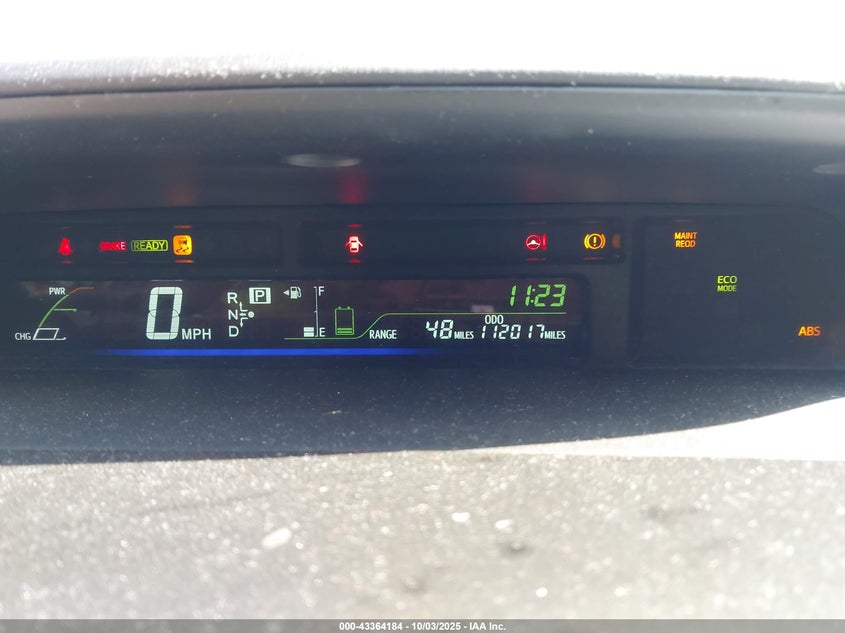 BRAKE READY
MAINT
REQD
PWR
CHG
0 MPH
R
N
D
P
F
E
11:23
ECO
MODE
RANGE 48 MILES
ODO
112017 MILES
ABS
000-43364184 - 10/03/2025 - IAA Inc.